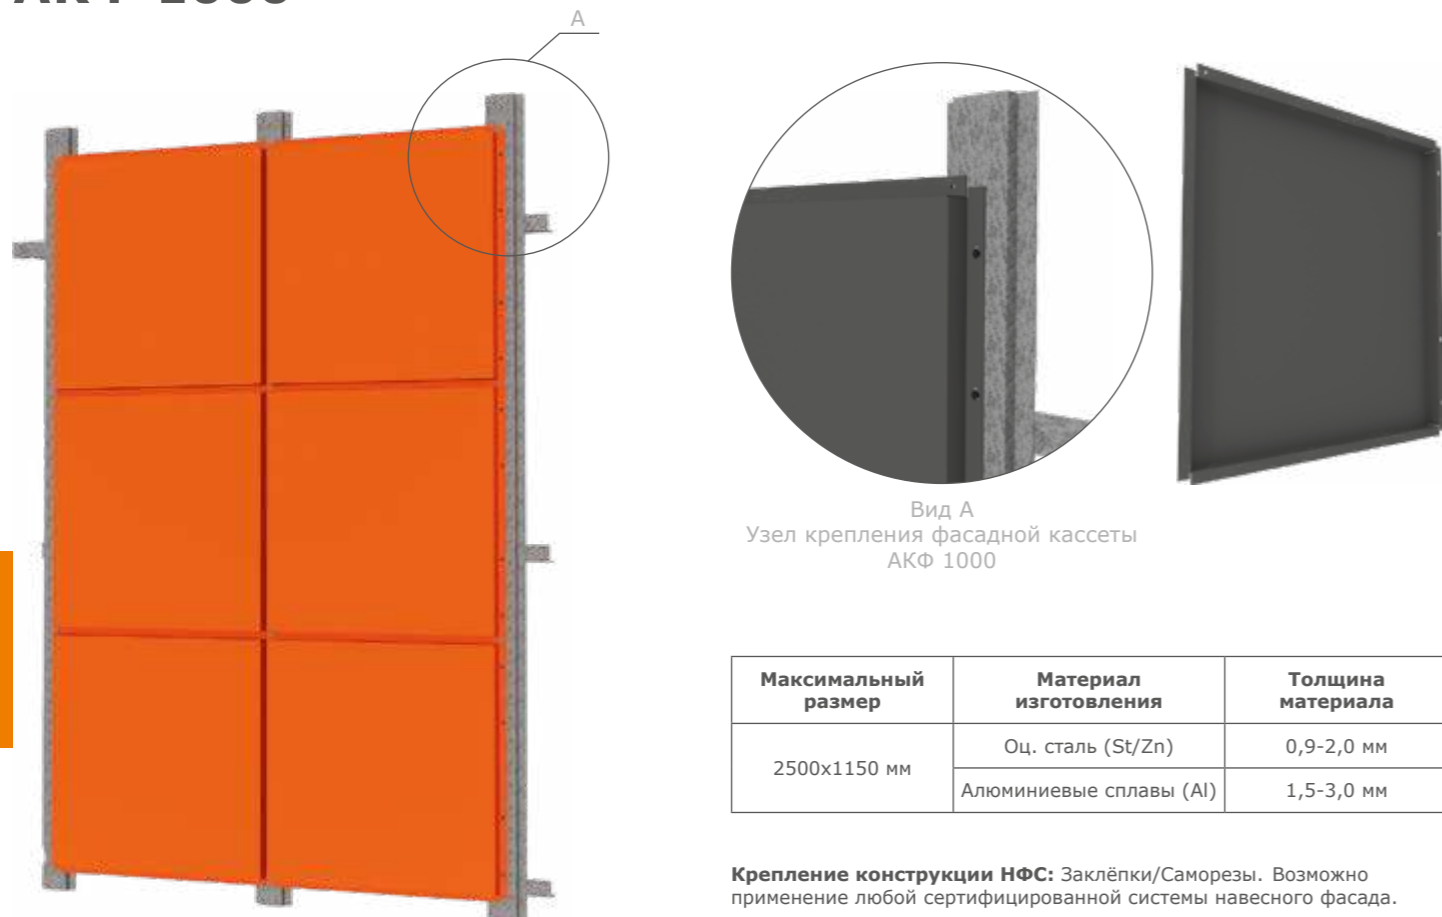 А
Вид А
Узел крепления фасадной кассеты
АКФ 1000
Максимальный
размер
Материал
изготовления
Толщина
материала
2500х1150 мм
Оц. сталь (St/Zn)
0,9-2,0 мм
Алюминиевые сплавы (Al)
1,5-3,0 мм
Крепление конструкции НФС: Заклёпки/Саморезы. Возможно
применение любой сертифицированной системы навесного фасада.